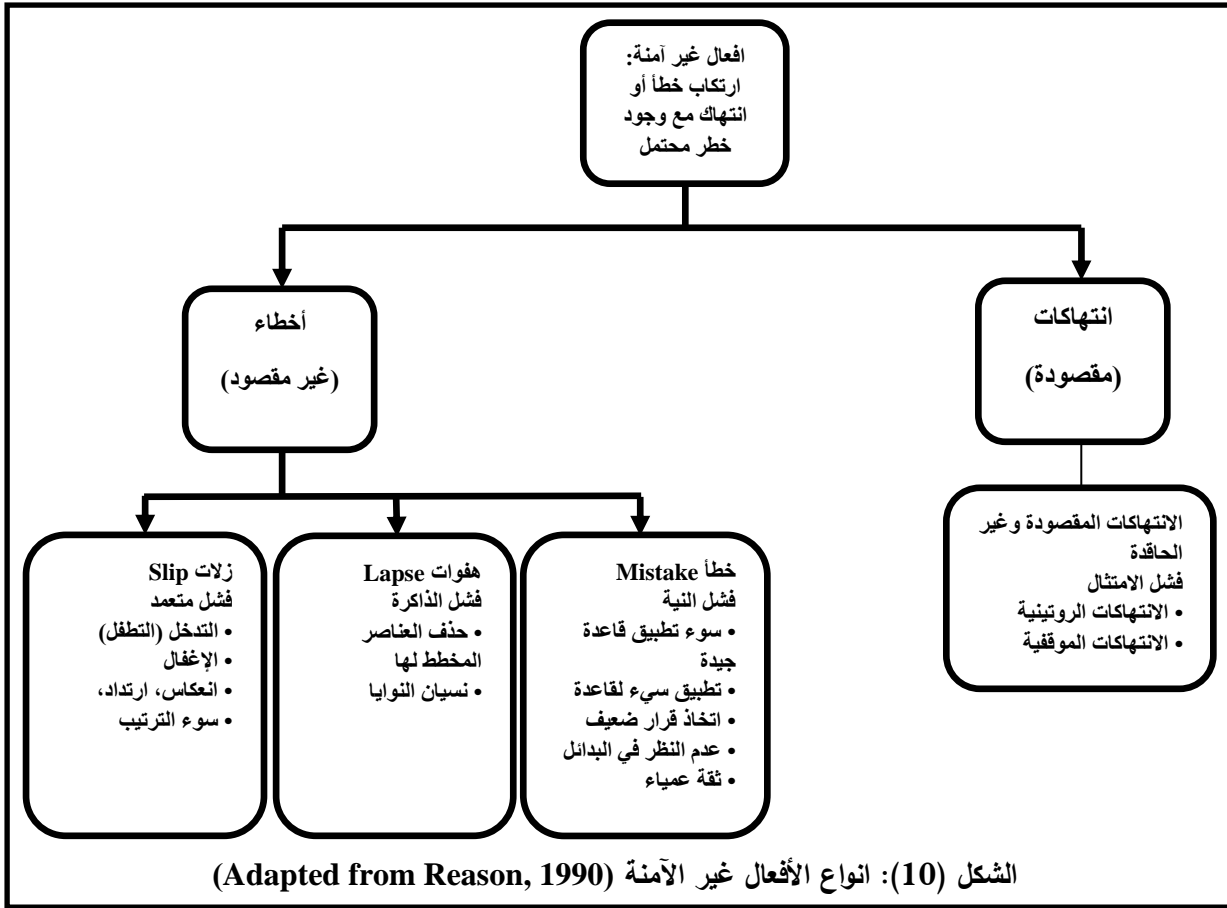 افعال غير آمنة:
ارتكاب خطأ أو
انتهاك مع وجود
خطر محتمل
انتهاكات
(مقصودة)
أخطاء
(غير مقصود)
الانتهاكات المقصودة وغير
الحاقدة
فشل الامتثال
• الانتهاكات الروتينية
• الانتهاكات الموقفية
خطأ Mistake
فشل النية
• سوء تطبيق قاعدة
جيدة
• تطبيق سيء لقاعدة
• اتخاذ قرار ضعيف
• عدم النظر في البدائل
• ثقة عمياء
هفوات Lapse
فشل الذاكرة
• حذف العناصر
المخطط لها
• نسيان النوايا
زلات Slip
فشل متعمد
• التدخل (التطفل)
• الإغفال
• انعكاس، ارتداد،
• سوء الترتيب
الشكل (10): انواع الأفعال غير الآمنة (Adapted from Reason, 1990)